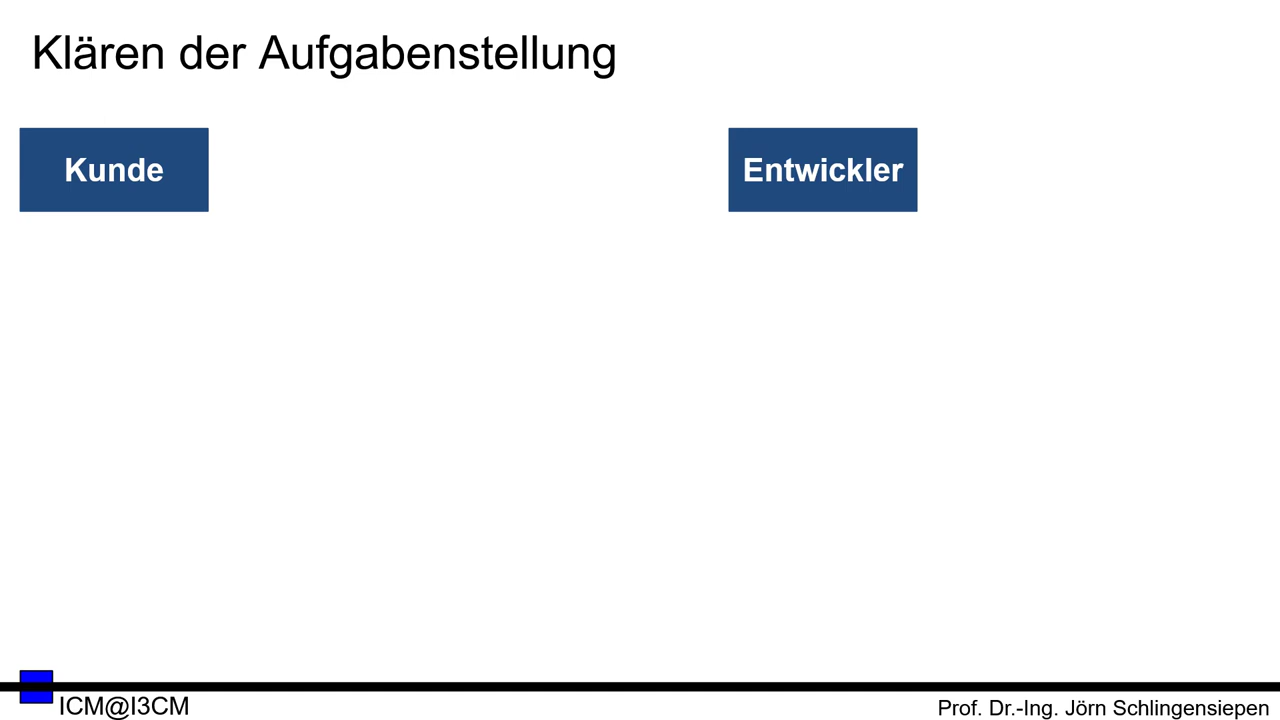 Klären der Aufgabenstellung
Kunde
Entwickler
ICM@I3CM
Prof. Dr.-Ing. Jörn Schlingensiepen